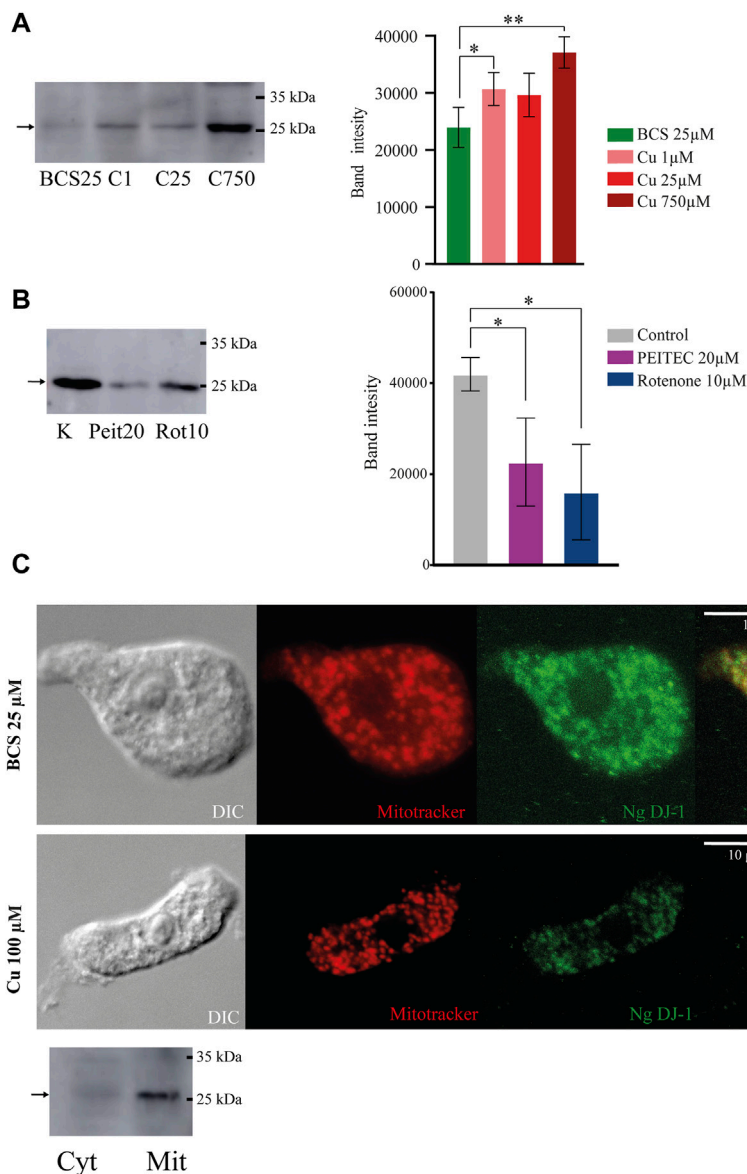 A
35 kDa
25 kDa
BCS25 C1 C25 C750
Band intesity
40000
30000
20000
10000
0
*
**
BCS 25µM
Cu 1µM
Cu 25µM
Cu 750µM
B
35 kDa
25 kDa
K Peit20 Rot10
Band intesity
60000
40000
20000
0
*
*
Control
PEITEC 20µM
Rotenone 10µM
C
BCS 25 µM
DIC
Mitotracker
Ng DJ-1
Cu 100 µM
10
DIC
Mitotracker
Ng DJ-1
35 kDa
25 kDa
Cyt Mit